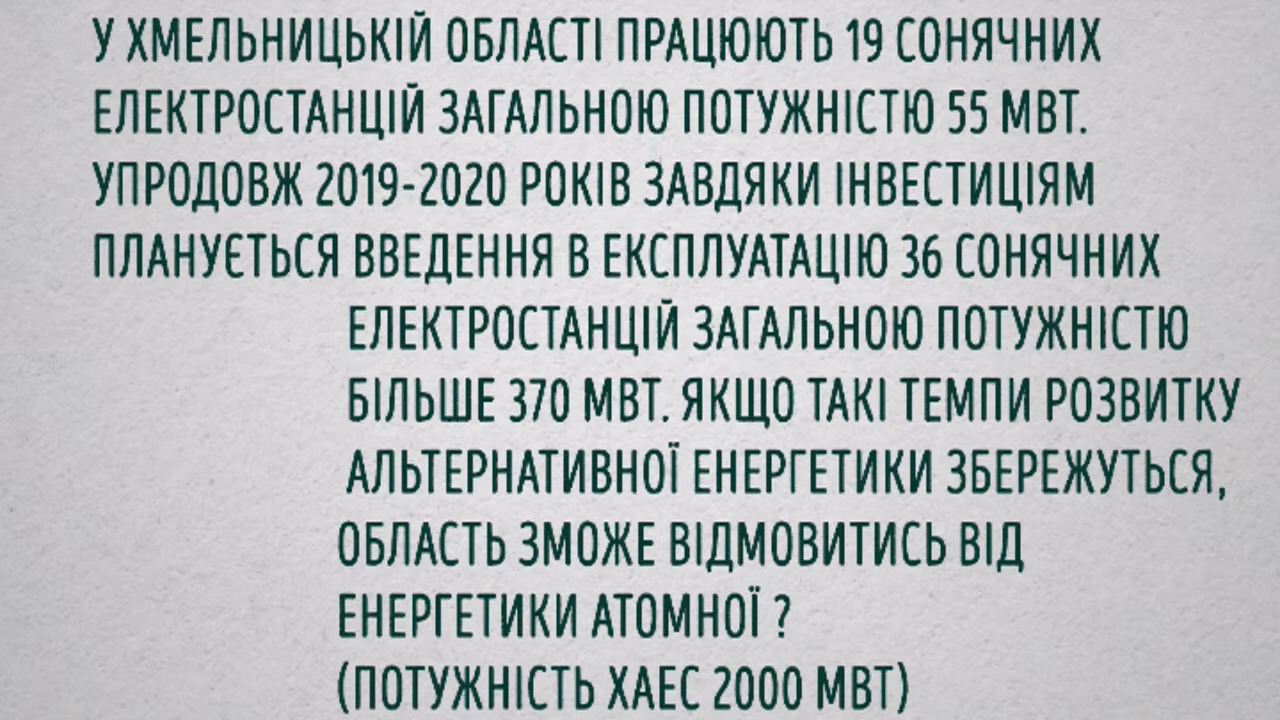 У ХМЕЛЬНИЦЬКІЙ ОБЛАСТІ ПРАЦЮЮТЬ 19 СОНЯЧНИХ
ЕЛЕКТРОСТАНЦІЙ ЗАГАЛЬНОЮ ПОТУЖНІСТЮ 55 МВТ.
УПРОДОВЖ 2019-2020 РОКІВ ЗАВДЯКИ ІНВЕСТИЦІЯМ
ПЛАНУЄТЬСЯ ВВЕДЕННЯ В ЕКСПЛУАТАЦІЮ 36 СОНЯЧНИХ
ЕЛЕКТРОСТАНЦІЙ ЗАГАЛЬНОЮ ПОТУЖНІСТЮ
БІЛЬШЕ 370 МВТ. ЯКЩО ТАКІ ТЕМПИ РОЗВИТКУ
АЛЬТЕРНАТИВНОЇ ЕНЕРГЕТИКИ ЗБЕРЕЖУТЬСЯ,
ОБЛАСТЬ ЗМОЖЕ ВІДМОВИТИСЬ ВІД
ЕНЕРГЕТИКИ АТОМНОЇ ?
(ПОТУЖНІСТЬ ХАЕС 2000 МВТ)